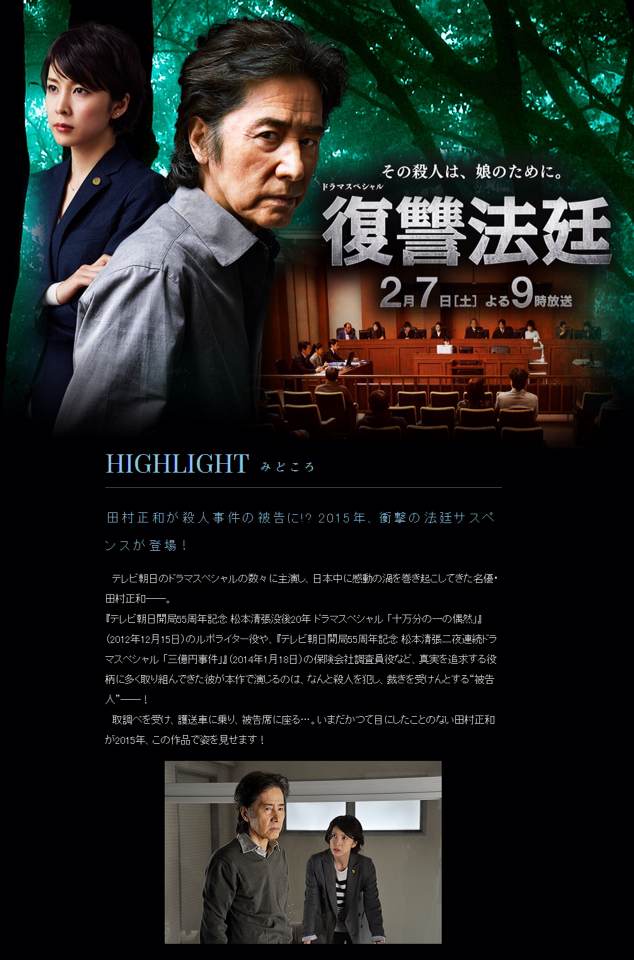 その殺人は、娘のために。
ドラマスペシャル
復讐法廷
2月7日[土] よる9時放送
HIGHLIGHT みどころ
田村正和が殺人事件の被告に!? 2015年、衝撃の法廷サスペ
ンスが登場！
テレビ朝日のドラマスペシャルの数々に主演し、日本中に感動の渦を巻き起こしてきた名優・
田村正和――。
『テレビ朝日開局55周年記念 松本清張没後20年ドラマスペシャル 「十万分の一の偶然」』
（2012年12月15日）のルポライター役や、『テレビ朝日開局55周年記念 松本清張二夜連続ドラ
マスペシャル 「三億円事件」』（2014年1月18日）の保険会社調査員役など、真実を追求する役
柄に多く取り組んできた彼が本作で演じるのは、なんと殺人を犯し、裁きを受けんとする“被告
人”――！
取調べを受け、護送車に乗り、被告席に座る…。いまだかつて目にしたことのない田村正和
が2015年、この作品で姿を見せます！